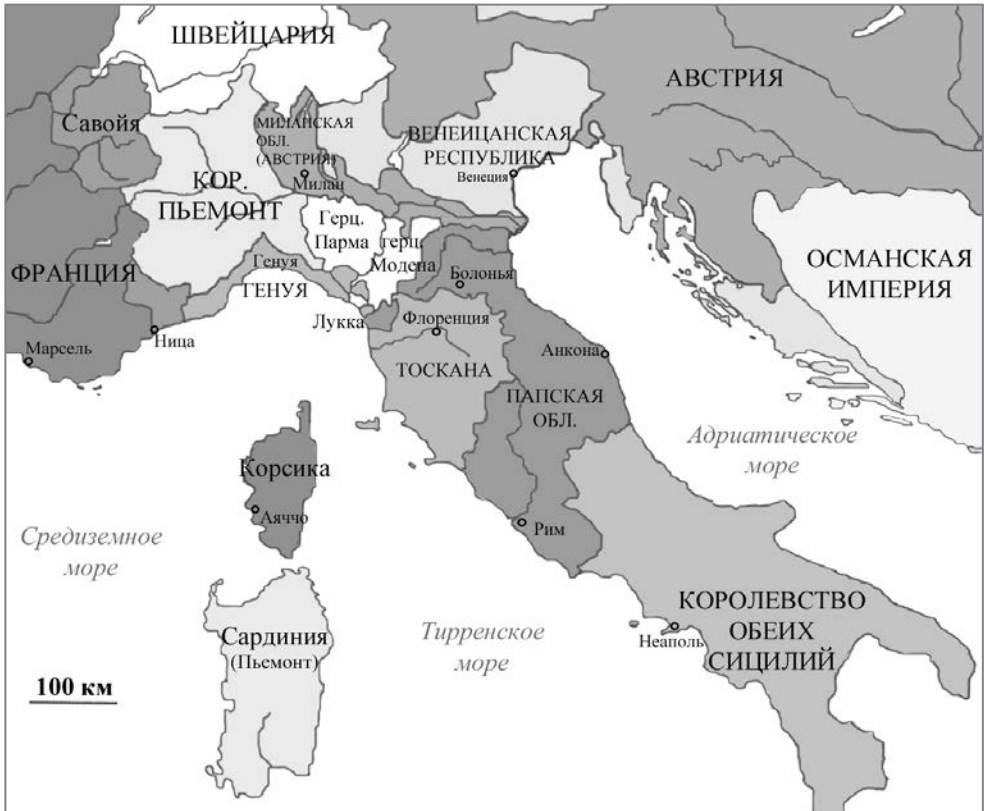 ШВЕЙЦАРИЯ
АВСТРИЯ
Савойя
МИЛАНСКАЯ
ОБЛ.
(АВСТРИЯ)
Милан
ВЕНЕИЦАНСКАЯ
РЕСПУБЛИКА
Венеция
КОР.
ПЬЕМОНТ
Герц.
Парма
герц.
Модена
ФРАНЦИЯ
Генуя
ГЕНУЯ
Болонья
ОСМАНСКАЯ
ИМПЕРИЯ
Лукка
Флоренция
Ница
Марсель
Анкона
ТОСКАНА
ПАПСКАЯ
ОБЛ.
Адриатическое
море
Корсика
Аяччо
Рим
Средиземное
море
КОРОЛЕВСТВО
ОБЕИХ
СИЦИЛИЙ
Тирренское
море
Неаполь
Сардиния
(Пьемонт)
100 км